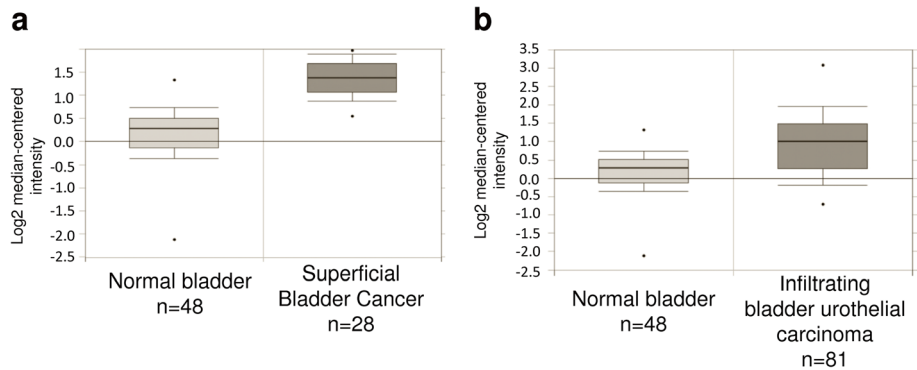 a
Log2 median-centered
intensity
1.5
1.0
0.5
0.0
-0.5
-1.0
-1.5
-2.0
-2.5
Normal bladder
n=48
Superficial
Bladder Cancer
n=28
b
Log2 median-centered
intensity
3.5
3.0
2.5
2.0
1.5
1.0
0.5
0.0
-0.5
-1.0
-1.5
-2.0
-2.5
Normal bladder
n=48
Infiltrating
bladder urothelial
carcinoma
n=81